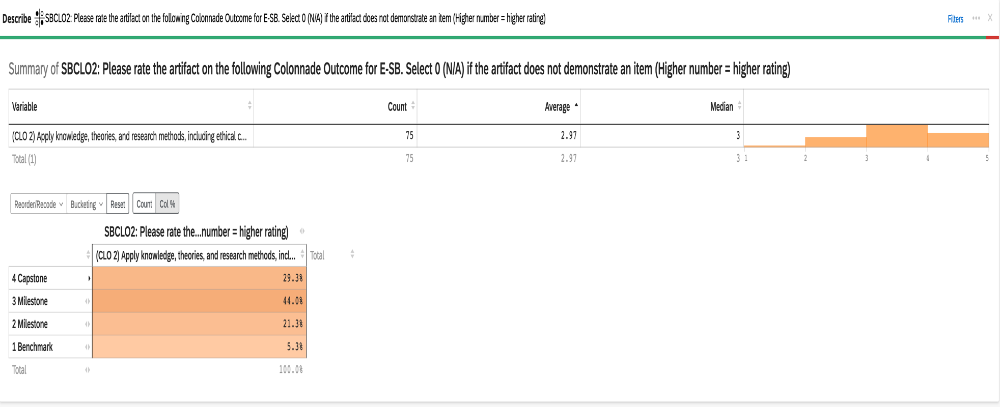 Describe SBCLO2: Please rate the artifact on the following Colonnade Outcome for E-SB. Select 0 (N/A) if the artifact does not demonstrate an item (Higher number = higher rating) Filters ••• X
Summary of SBCLO2: Please rate the artifact on the following Colonnade Outcome for E-SB. Select 0 (N/A) if the artifact does not demonstrate an item (Higher number = higher rating)
Variable Count Average Median
(CLO 2) Apply knowledge, theories, and research methods, including ethical c... 75 2.97 3
Total (1) 75 2.97 3 1 2 3 4 5
Reorder/Recode Bucketing Reset Count Col %
SBCLO2: Please rate the...number = higher rating)
(CLO 2) Apply knowledge, theories, and research methods, incl... Total
4 Capstone 29.3%
3 Milestone 44.0%
2 Milestone 21.3%
1 Benchmark 5.3%
Total 100.0%